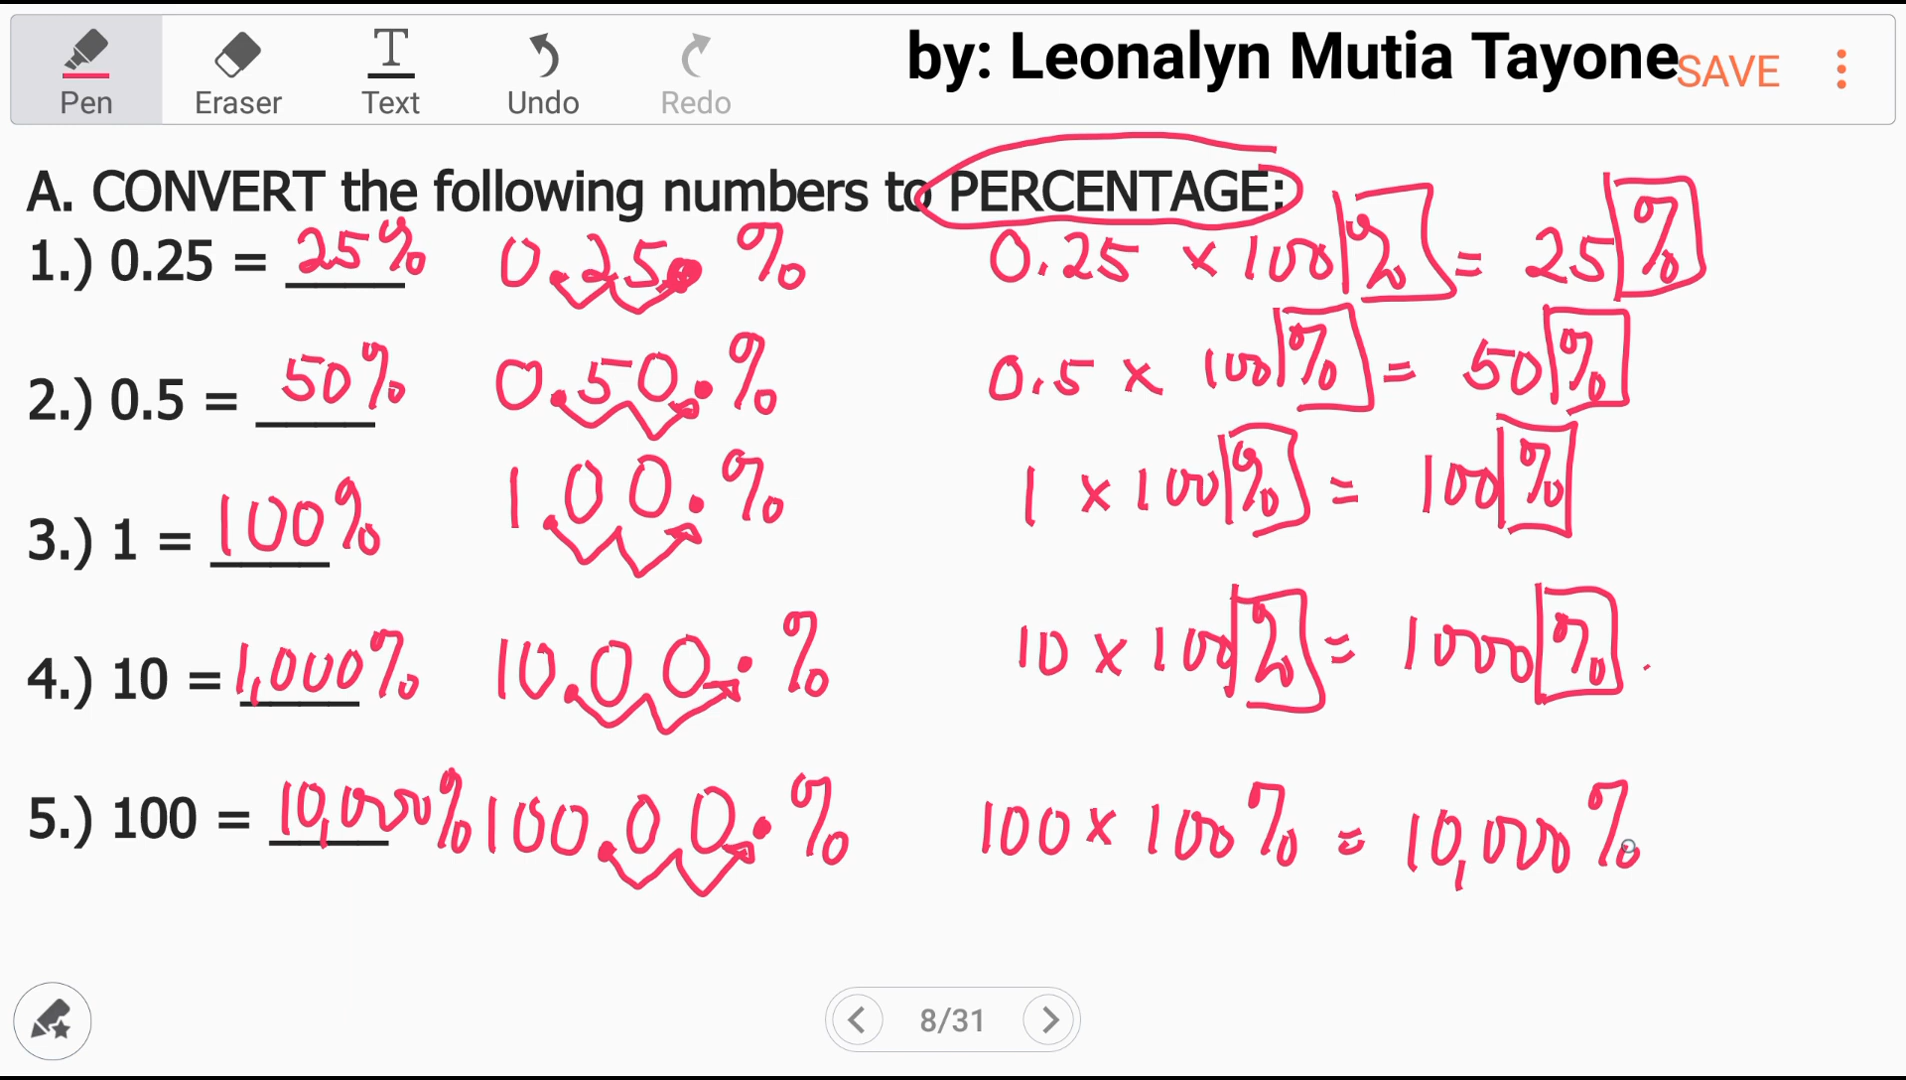 by: Leonalyn Mutia Tayone SAVE
Pen Eraser Text Undo Redo
A. CONVERT the following numbers to PERCENTAGE:
1.) 0.25 = 25% 0.25. % 0.25 x 100% = 25%
2.) 0.5 = 50% 0.50. % 0.5 x 100% = 50%
3.) 1 = 100% 1.00. % 1 x 100% = 100%
4.) 10 = 1,000% 10.00. % 10 x 100% = 1000%.
5.) 100 = 10,000% 100.00. % 100 x 100% = 10,000%
8/31